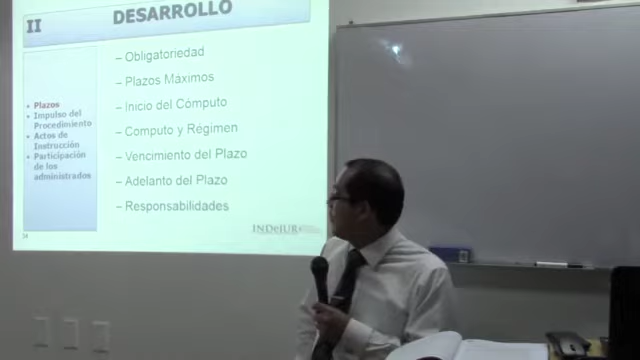 II
DESARROLLO
• Plazos
• Impulso del
Procedimiento
• Actos de
Instrucción
• Participación
de los
administrados
– Obligatoriedad
– Plazos Máximos
– Inicio del Cómputo
– Computo y Régimen
– Vencimiento del Plazo
– Adelanto del Plazo
– Responsabilidades
INDeJUR